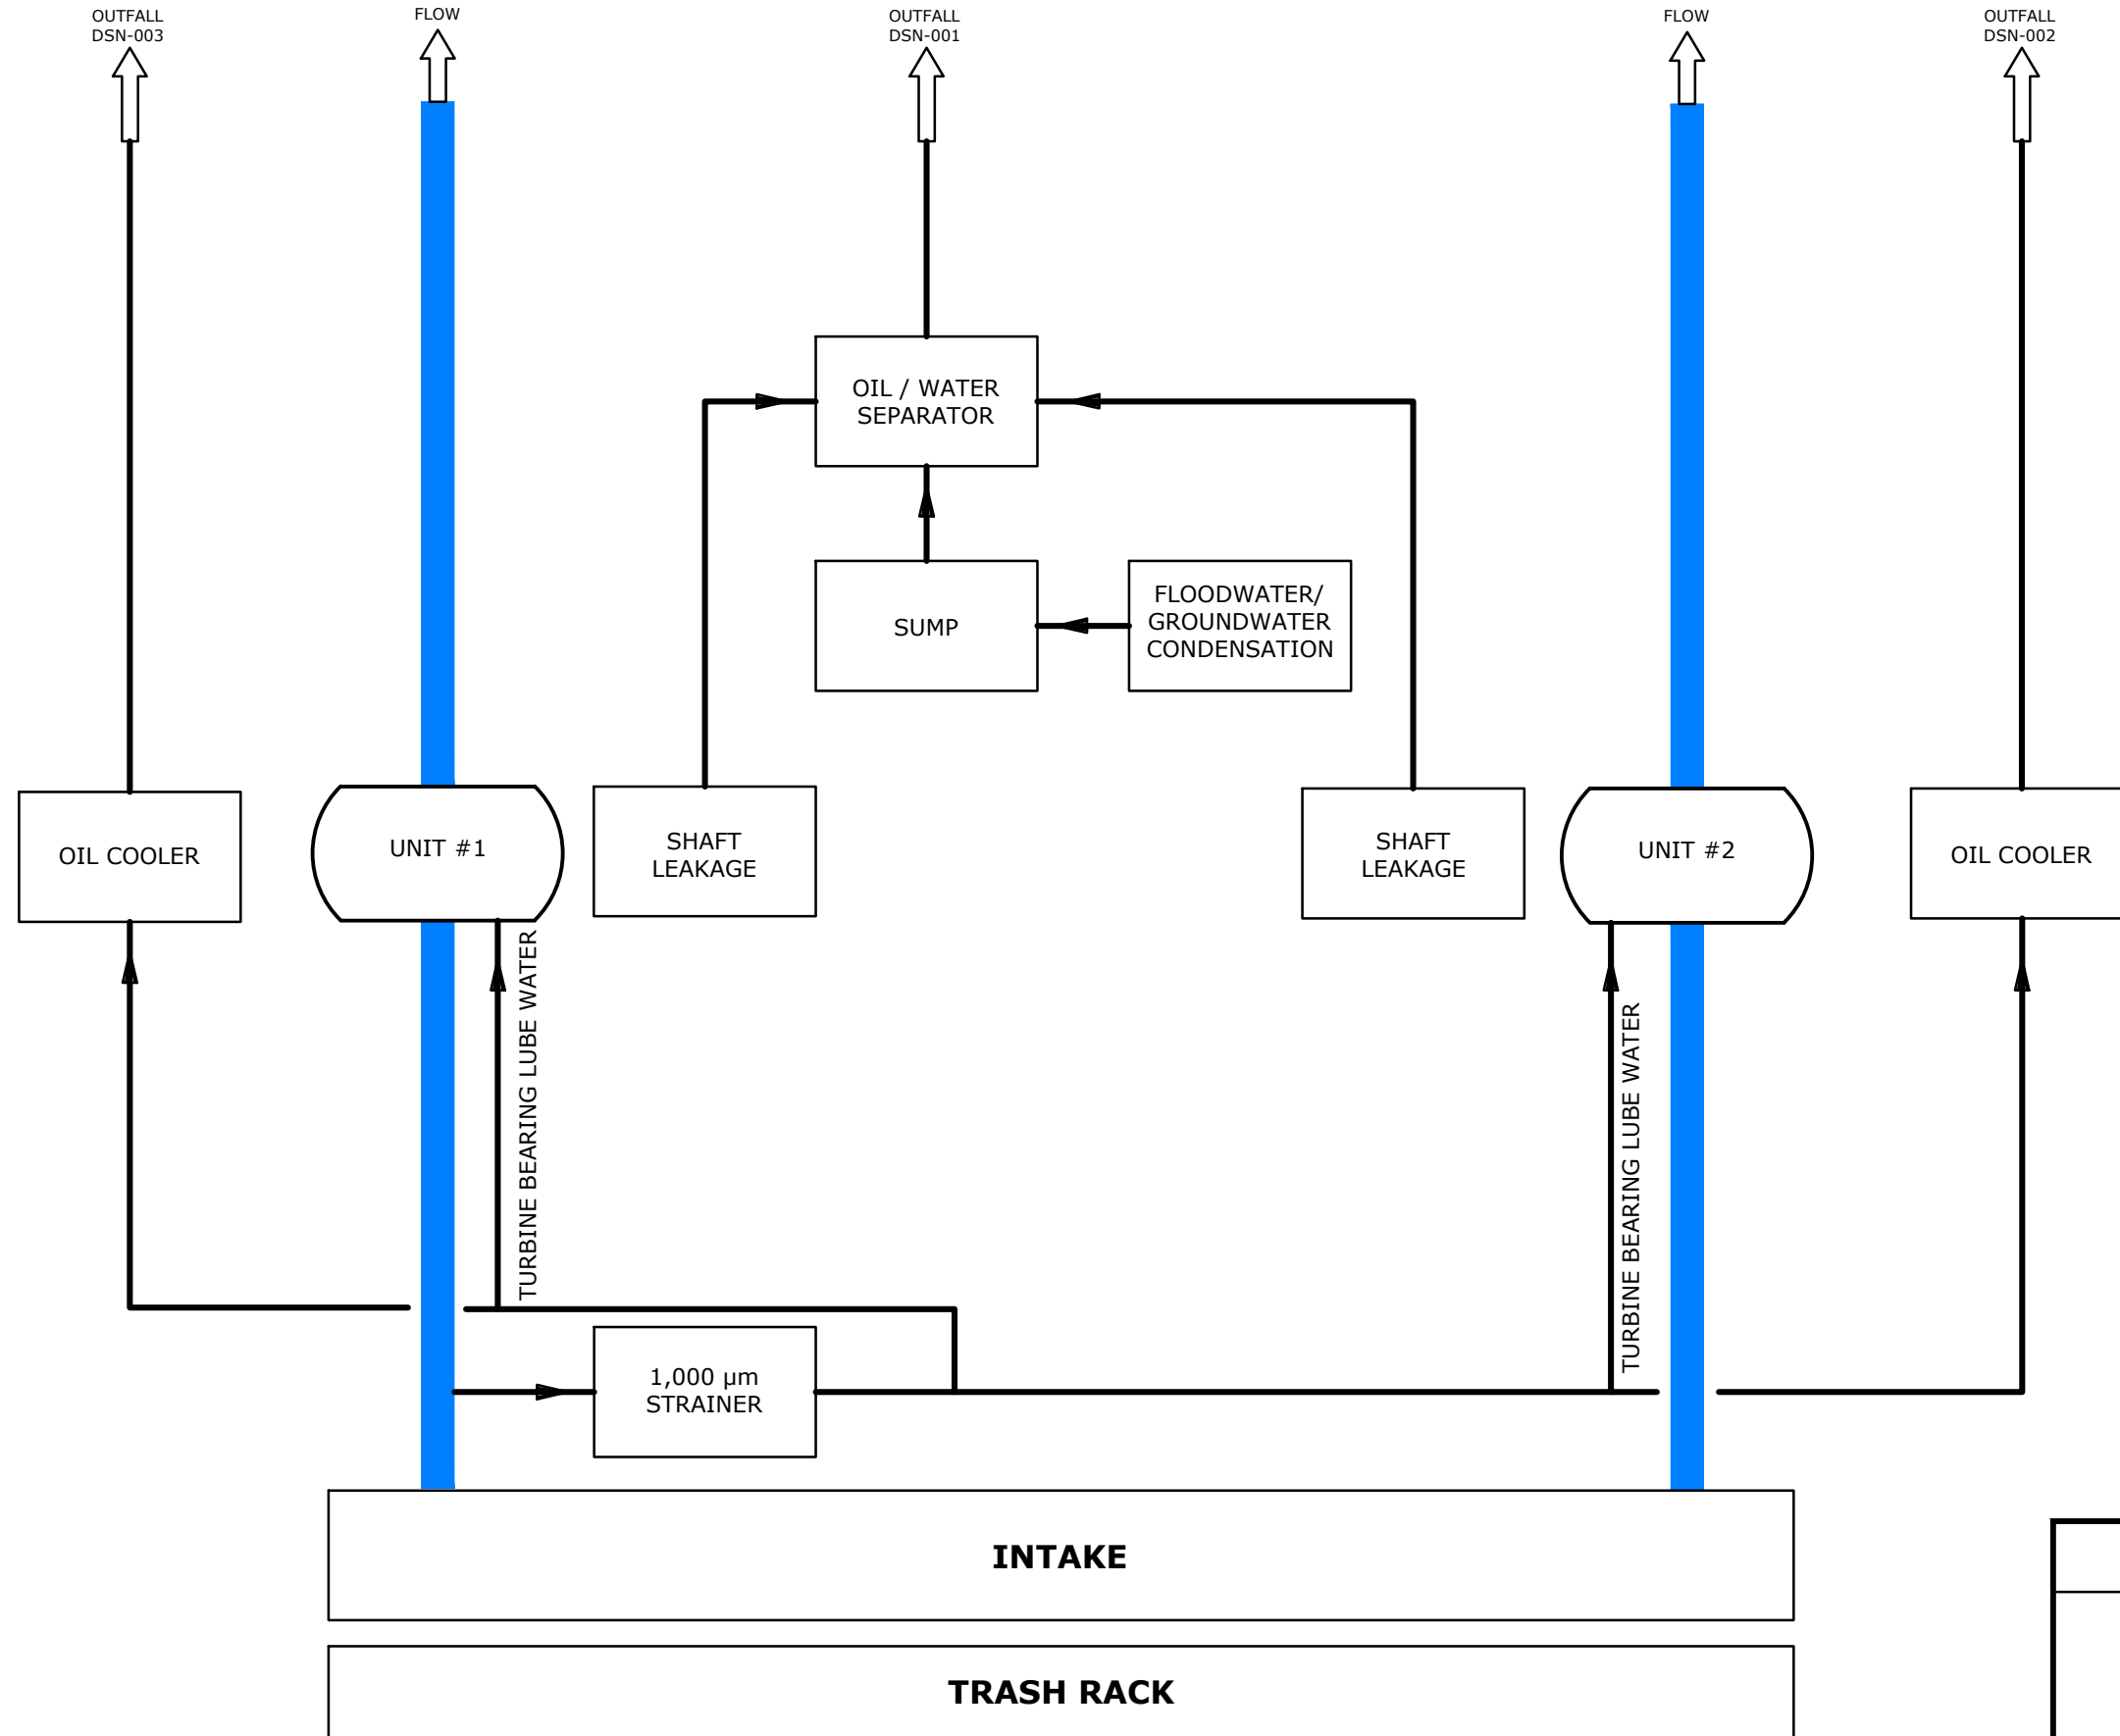 OUTFALL
DSN-003
FLOW
OUTFALL
DSN-001
FLOW
OUTFALL
DSN-002
OIL / WATER
SEPARATOR
SUMP
FLOODWATER/
GROUNDWATER
CONDENSATION
OIL COOLER
UNIT #1
SHAFT
LEAKAGE
SHAFT
LEAKAGE
UNIT #2
OIL COOLER
TURBINE BEARING LUBE WATER
TURBINE BEARING LUBE WATER
1,000 µm
STRAINER
INTAKE
TRASH RACK